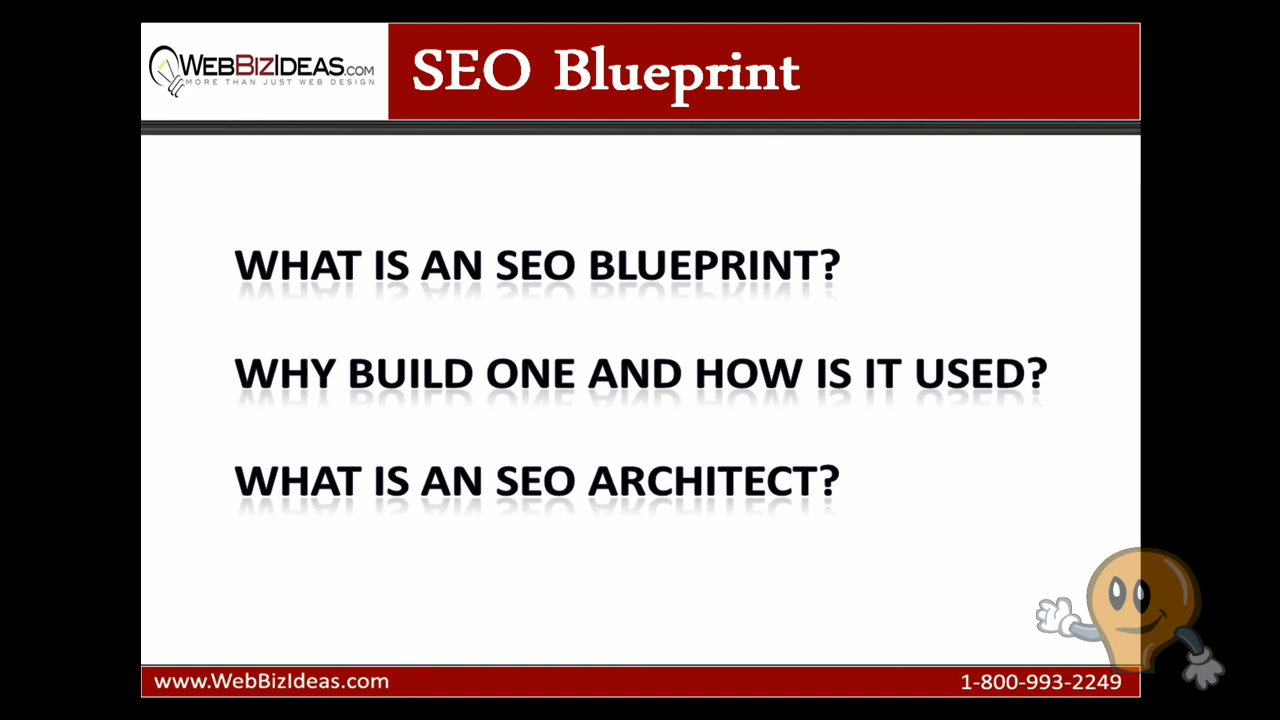 WEBBIZIDEAS.COM
MORE THAN JUST WEB DESIGN
SEO Blueprint
WHAT IS AN SEO BLUEPRINT?
WHY BUILD ONE AND HOW IS IT USED?
WHAT IS AN SEO ARCHITECT?
www.WebBizIdeas.com
1-800-993-2249